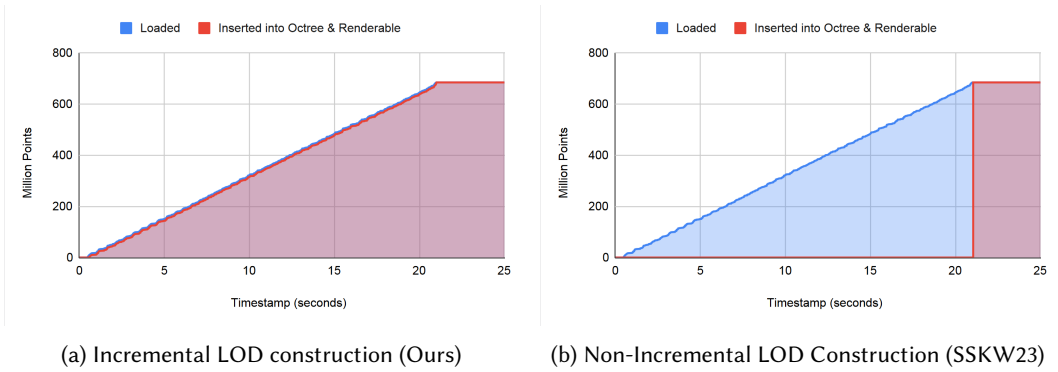 Loaded Inserted into Octree & Renderable
800
600
400
200
0
Million Points
0 5 10 15 20 25
Timestamp (seconds)
(a) Incremental LOD construction (Ours)
Loaded Inserted into Octree & Renderable
800
600
400
200
0
Million Points
0 5 10 15 20 25
Timestamp (seconds)
(b) Non-Incremental LOD Construction (SSKW23)